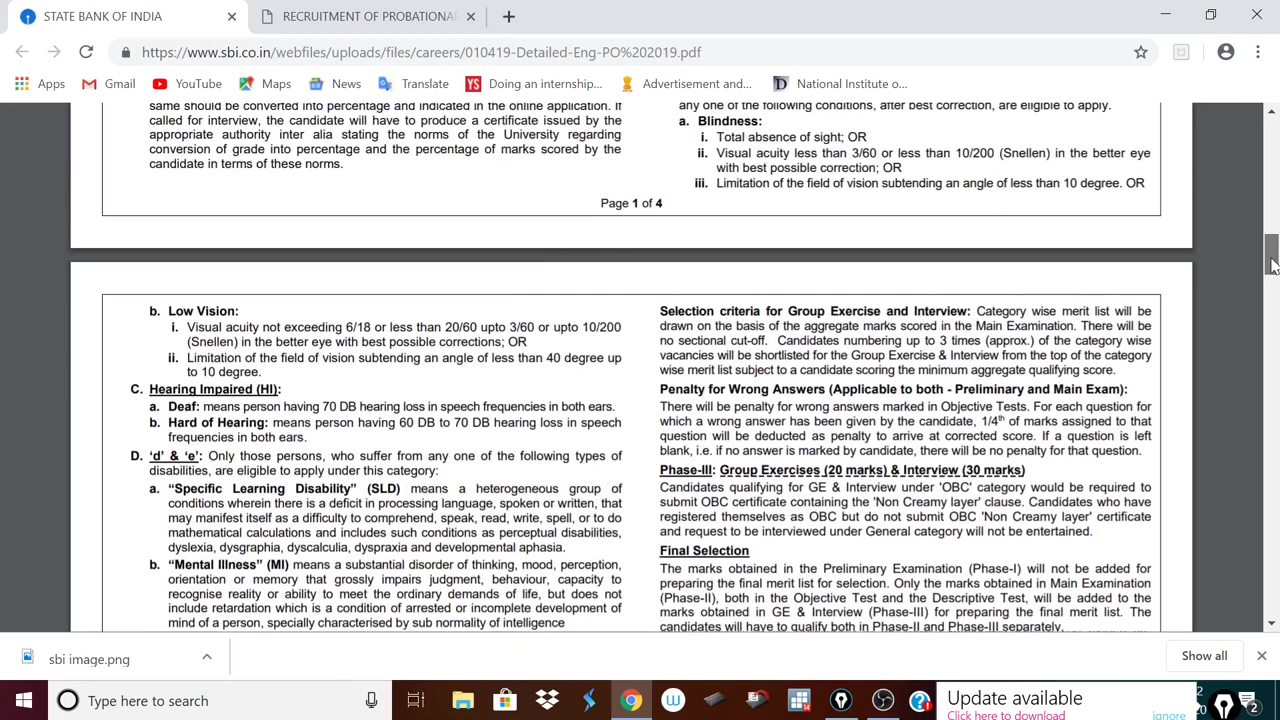 STATE BANK OF INDIA
RECRUITMENT OF PROBATIONAR
https://www.sbi.co.in/webfiles/uploads/files/careers/010419-Detailed-Eng-PO%202019.pdf
Apps
Gmail
YouTube
Maps
News
Translate
Doing an internship...
Advertisement and...
National Institute o...
same should be converted into percentage and indicated in the online application. If
called for interview, the candidate will have to produce a certificate issued by the
appropriate authority inter alia stating the norms of the University regarding
conversion of grade into percentage and the percentage of marks scored by the
candidate in terms of these norms.
any one of the following conditions, after best correction, are eligible to apply.
a. Blindness:
i. Total absence of sight; OR
ii. Visual acuity less than 3/60 or less than 10/200 (Snellen) in the better eye
with best possible correction; OR
iii. Limitation of the field of vision subtending an angle of less than 10 degree. OR
Page 1 of 4
b. Low Vision:
i. Visual acuity not exceeding 6/18 or less than 20/60 upto 3/60 or upto 10/200
(Snellen) in the better eye with best possible corrections; OR
ii. Limitation of the field of vision subtending an angle of less than 40 degree up
to 10 degree.
C. Hearing Impaired (HI):
a. Deaf: means person having 70 DB hearing loss in speech frequencies in both ears.
b. Hard of Hearing: means person having 60 DB to 70 DB hearing loss in speech
frequencies in both ears.
D. 'd' & 'e': Only those persons, who suffer from any one of the following types of
disabilities, are eligible to apply under this category:
a. "Specific Learning Disability" (SLD) means a heterogeneous group of
conditions wherein there is a deficit in processing language, spoken or written, that
may manifest itself as a difficulty to comprehend, speak, read, write, spell, or to do
mathematical calculations and includes such conditions as perceptual disabilities,
dyslexia, dysgraphia, dyscalculia, dyspraxia and developmental aphasia.
b. "Mental Illness" (MI) means a substantial disorder of thinking, mood, perception,
orientation or memory that grossly impairs judgment, behaviour, capacity to
recognise reality or ability to meet the ordinary demands of life, but does not
include retardation which is a condition of arrested or incomplete development of
mind of a person, specially characterised by sub normality of intelligence
Selection criteria for Group Exercise and Interview: Category wise merit list will be
drawn on the basis of the aggregate marks scored in the Main Examination. There will be
no sectional cut-off. Candidates numbering up to 3 times (approx.) of the category wise
vacancies will be shortlisted for the Group Exercise & Interview from the top of the category
wise merit list subject to a candidate scoring the minimum aggregate qualifying score.
Penalty for Wrong Answers (Applicable to both - Preliminary and Main Exam):
There will be penalty for wrong answers marked in Objective Tests. For each question for
which a wrong answer has been given by the candidate, 1/4th of marks assigned to that
question will be deducted as penalty to arrive at corrected score. If a question is left
blank, i.e. if no answer is marked by candidate, there will be no penalty for that question.
Phase-III: Group Exercises (20 marks) & Interview (30 marks)
Candidates qualifying for GE & Interview under 'OBC' category would be required to
submit OBC certificate containing the 'Non Creamy layer' clause. Candidates who have
registered themselves as OBC but do not submit OBC 'Non Creamy layer' certificate
and request to be interviewed under General category will not be entertained.
Final Selection
The marks obtained in the Preliminary Examination (Phase-I) will not be added for
preparing the final merit list for selection. Only the marks obtained in Main Examination
(Phase-II), both in the Objective Test and the Descriptive Test, will be added to the
marks obtained in GE & Interview (Phase-III) for preparing the final merit list. The
candidates will have to qualify both in Phase-II and Phase-III separately.
sbi image.png
Show all
Type here to search
Update available
Click here to download
ignore
2